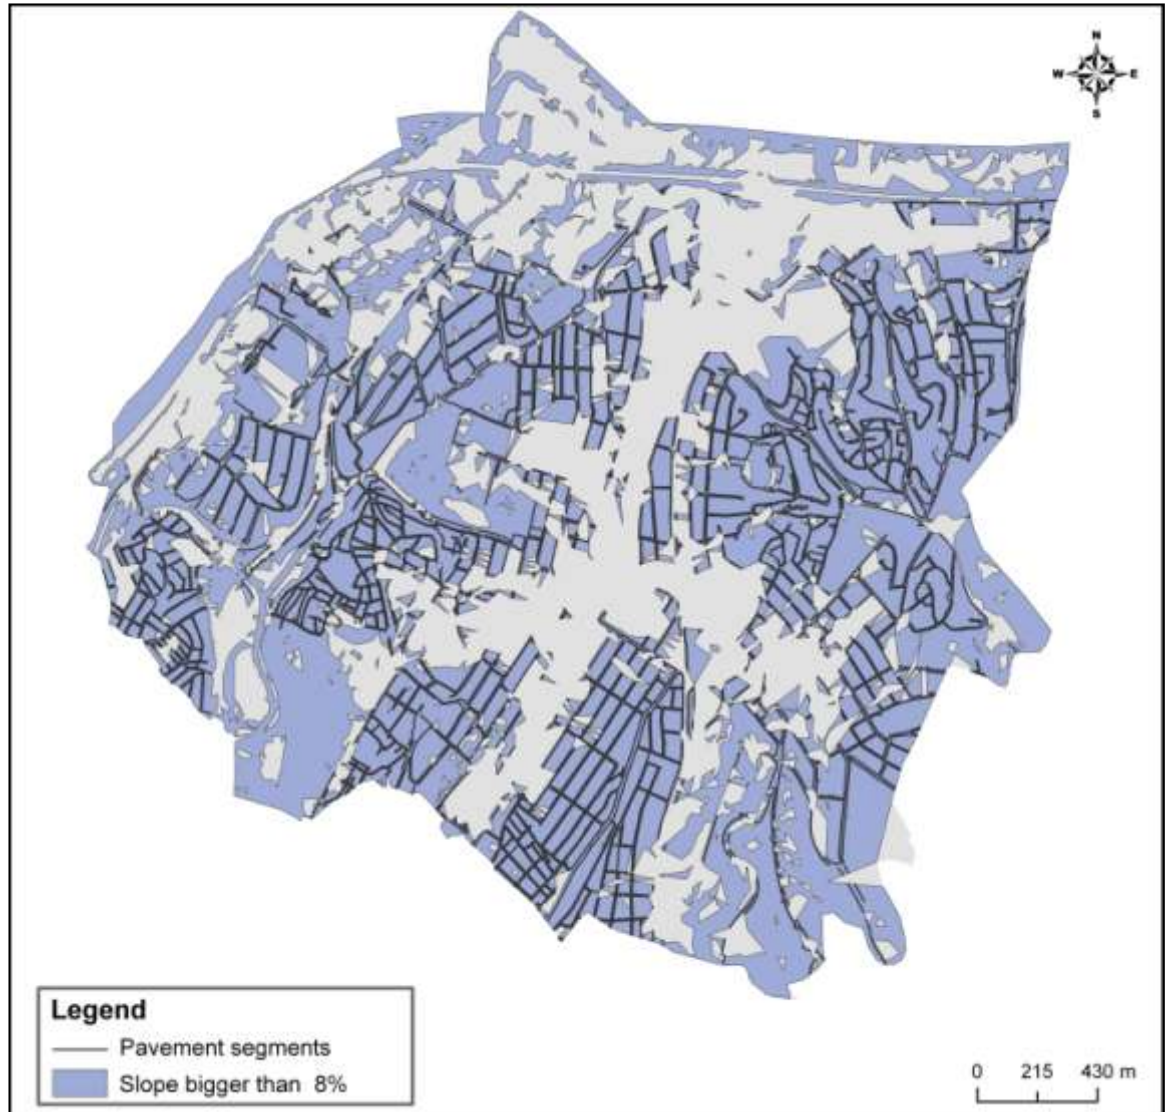 N
W E
S
Legend
Pavement segments
Slope bigger than 8%
0 215 430 m